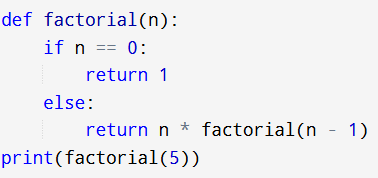 def factorial(n):
    if n == 0:
        return 1
    else:
        return n * factorial(n - 1)
print(factorial(5))